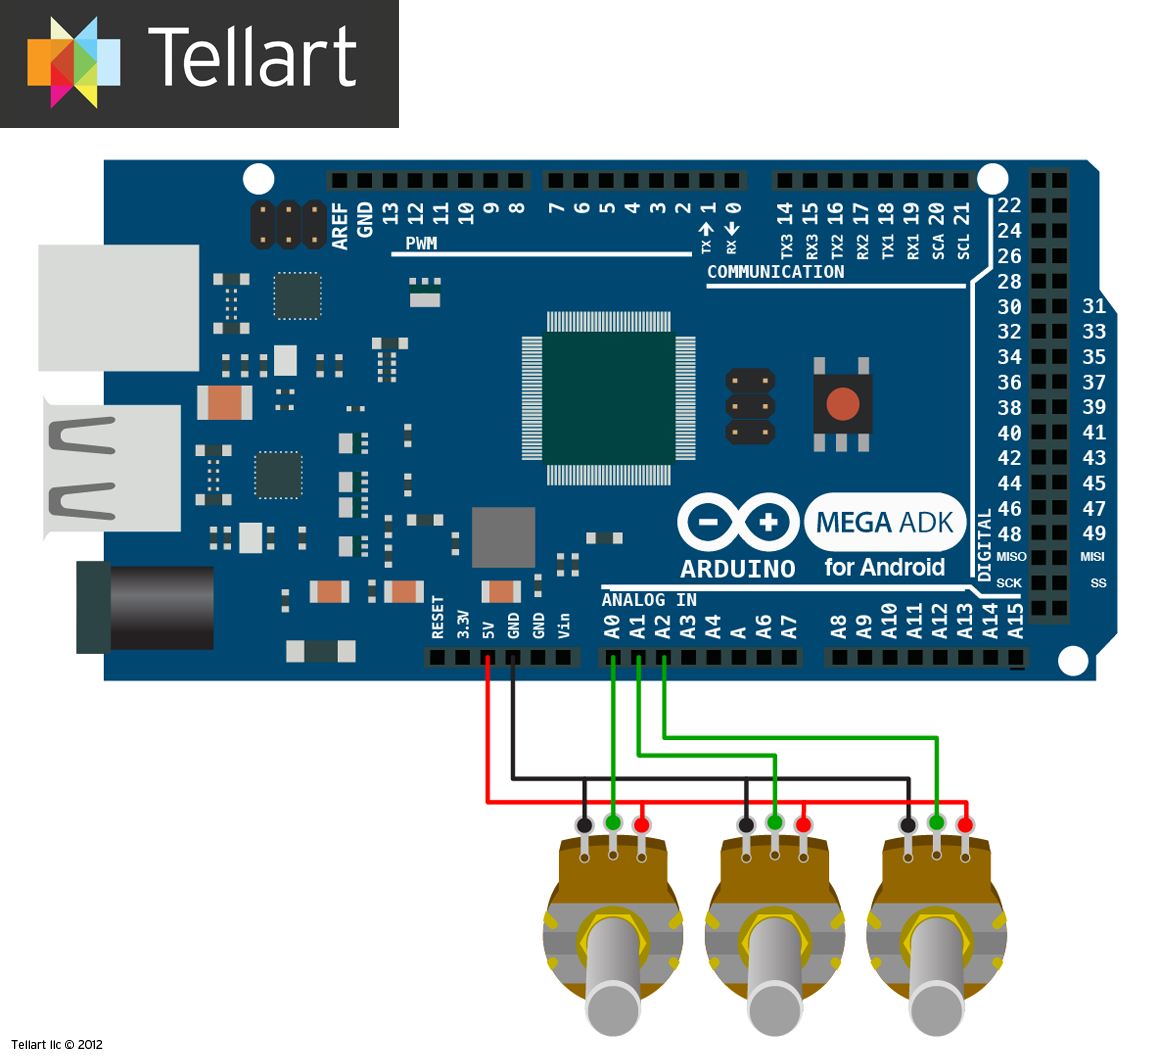 Tellart
AREF GND 13 12 11 10 9 8 7 6 5 4 3 2 TX 1 RX 0 TX3 14 RX3 15 TX2 16 RX2 17 TX1 18 RX1 19 SCA 20 SCL 21
PWM
COMMUNICATION
22
24
26
28
30 31
32 33
34 35
36 37
38 39
40 41
42 43
44 45
46 47
48 49
MISO MISI
SCK SS
DIGITAL
MEGA ADK
ARDUINO for Android
ANALOG IN
RESET 3.3V 5V GND GND Vin A0 A1 A2 A3 A4 A A6 A7 A8 A9 A10 A11 A12 A13 A14 A15
Tellart llc © 2012